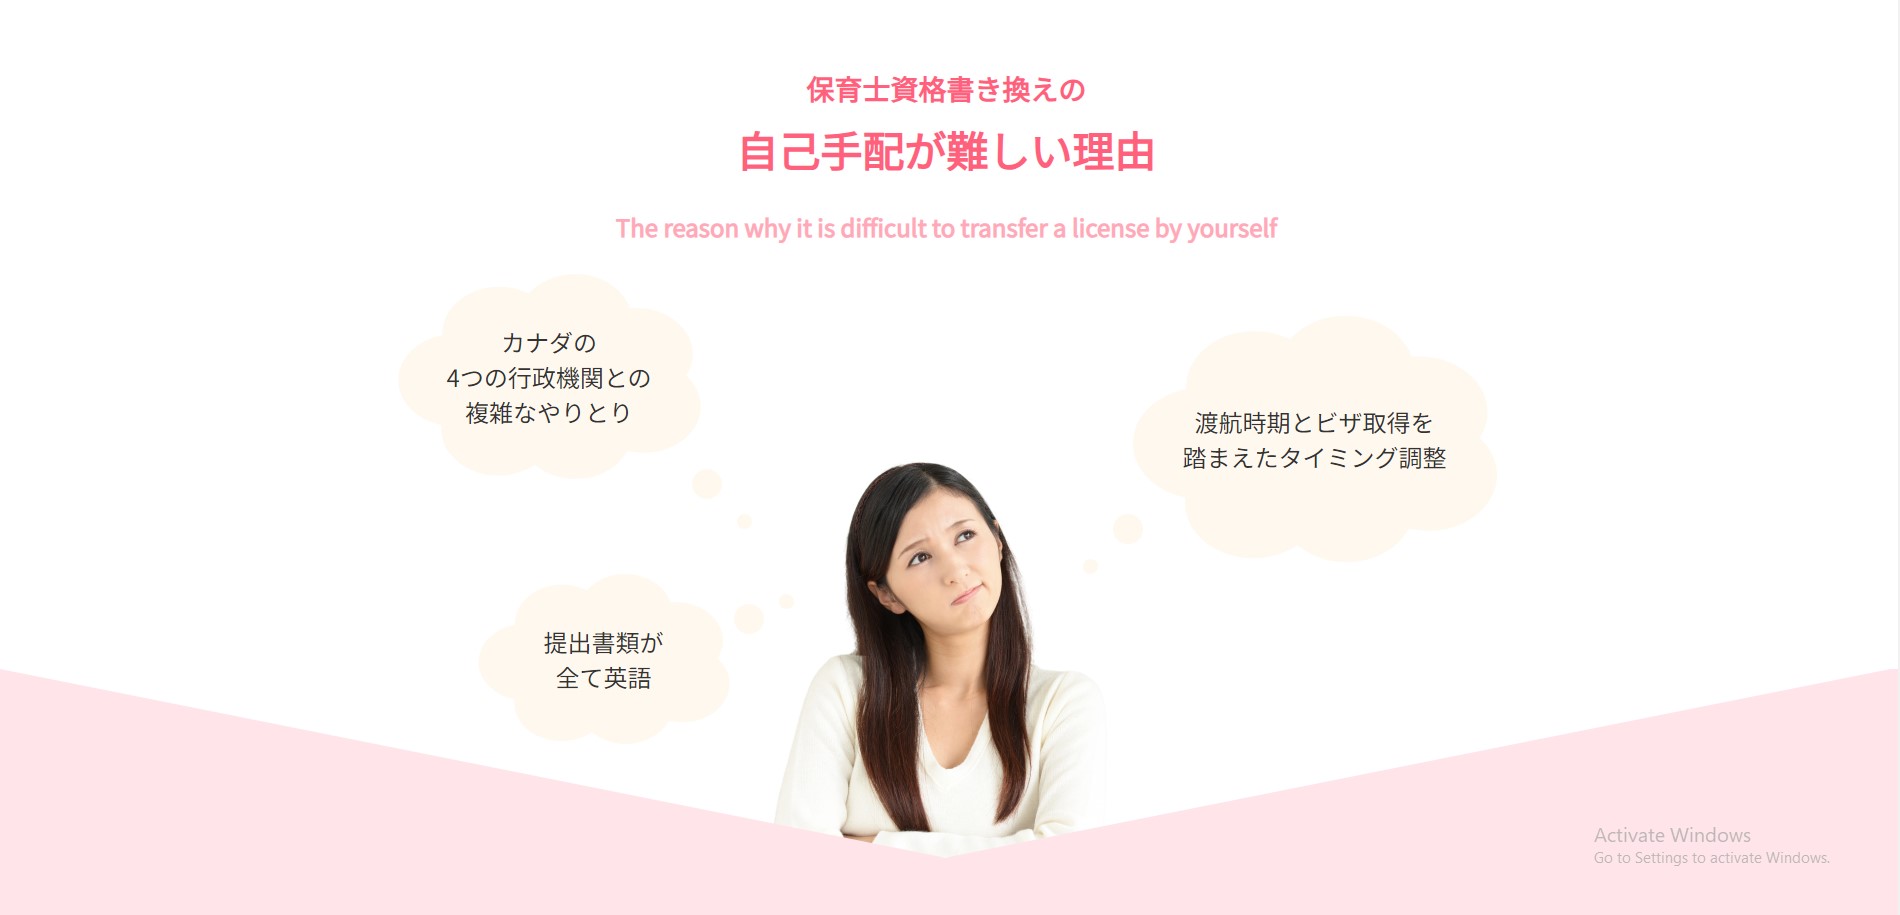 保育士資格書き換えの
自己手配が難しい理由
The reason why it is difficult to transfer a license by yourself
カナダの
4つの行政機関との
複雑なやりとり
渡航時期とビザ取得を
踏まえたタイミング調整
提出書類が
全て英語
Activate Windows
Go to Settings to activate Windows.